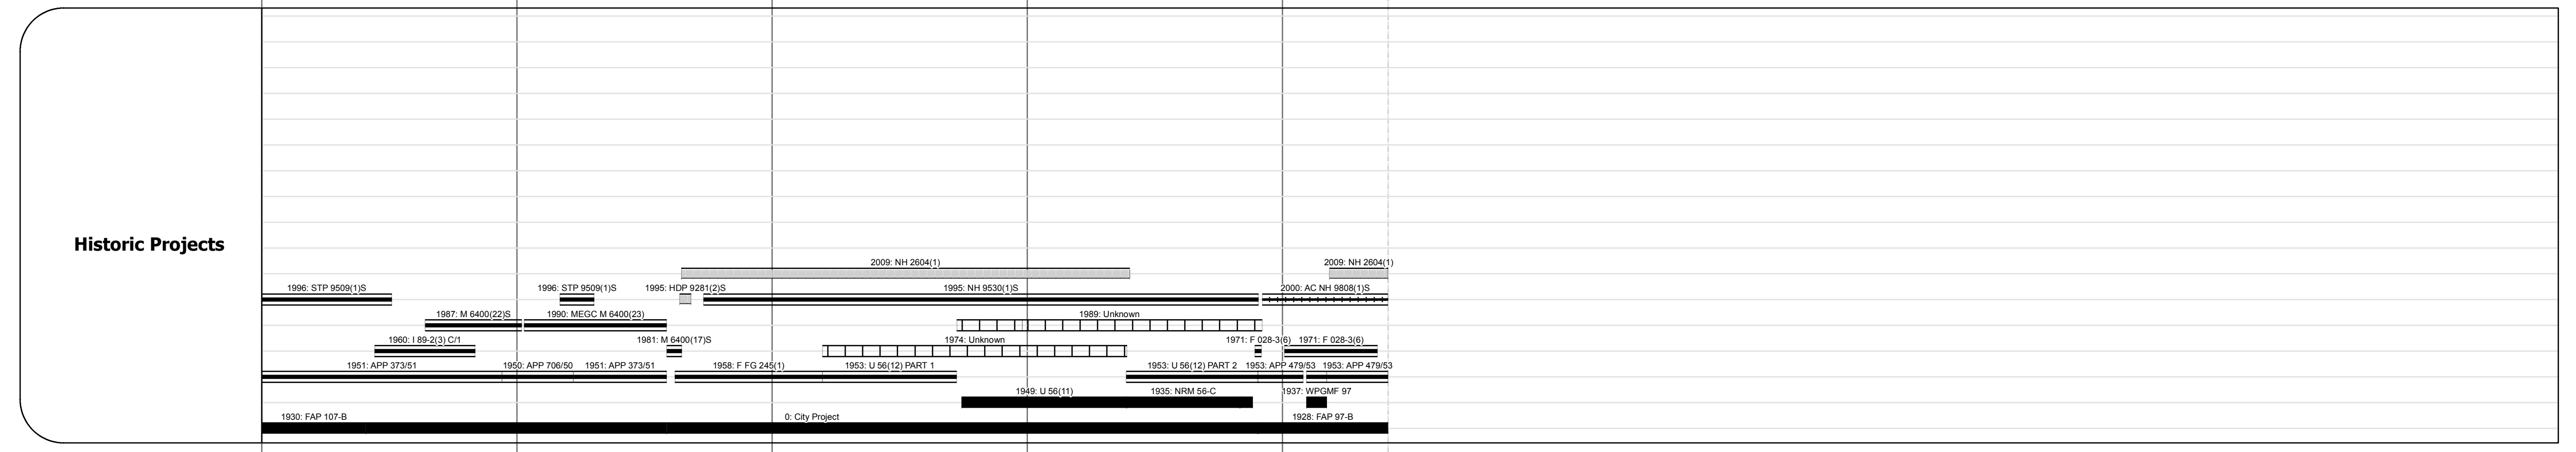 Historic Projects
2009: NH 2604(1) 2009: NH 2604(1)
1996: STP 9509(1)S 1996: STP 9509(1)S 1995: HDP 9281(2)S 1995: NH 9530(1)S 2000: AC NH 9808(1)S
1987: M 6400(22)S 1990: MEGC M 6400(23) 1989: Unknown
1960: I 89-2(3) C/1 1981: M 6400(17)S 1974: Unknown 1971: F 028-3(6) 1971: F 028-3(6)
1951: APP 373/51 1950: APP 706/50 1951: APP 373/51 1958: F FG 245(1) 1953: U 56(12) PART 1 1953: U 56(12) PART 2 1953: APP 479/53 1953: APP 479/53
1949: U 56(11) 1935: NRM 56-C 1937: WPGMF 97
1930: FAP 107-B 0: City Project 1928: FAP 97-B